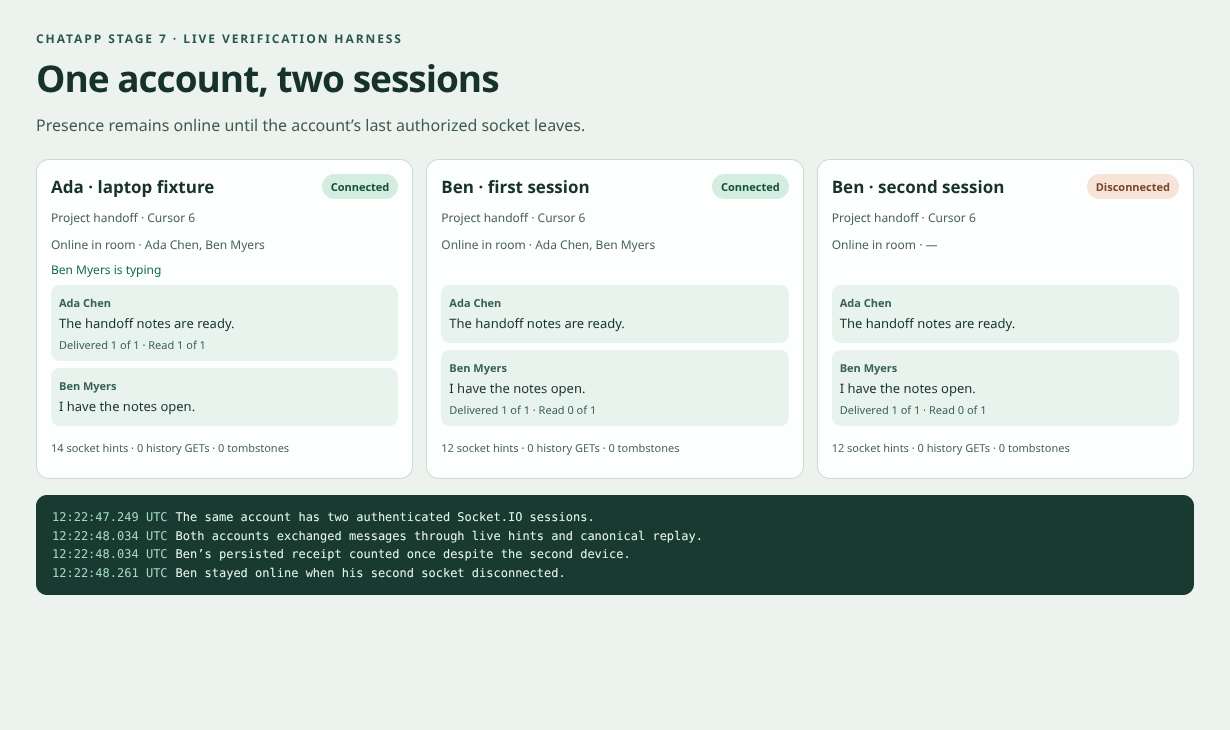 CHATAPP STAGE 7 · LIVE VERIFICATION HARNESS
One account, two sessions
Presence remains online until the account’s last authorized socket leaves.
Ada · laptop fixture
Connected
Project handoff · Cursor 6
Online in room · Ada Chen, Ben Myers
Ben Myers is typing
Ada Chen
The handoff notes are ready.
Delivered 1 of 1 · Read 1 of 1
Ben Myers
I have the notes open.
14 socket hints · 0 history GETs · 0 tombstones
Ben · first session
Connected
Project handoff · Cursor 6
Online in room · Ada Chen, Ben Myers
Ada Chen
The handoff notes are ready.
Ben Myers
I have the notes open.
Delivered 1 of 1 · Read 0 of 1
12 socket hints · 0 history GETs · 0 tombstones
Ben · second session
Disconnected
Project handoff · Cursor 6
Online in room · —
Ada Chen
The handoff notes are ready.
Ben Myers
I have the notes open.
Delivered 1 of 1 · Read 0 of 1
12 socket hints · 0 history GETs · 0 tombstones
12:22:47.249 UTC The same account has two authenticated Socket.IO sessions.
12:22:48.034 UTC Both accounts exchanged messages through live hints and canonical replay.
12:22:48.034 UTC Ben’s persisted receipt counted once despite the second device.
12:22:48.261 UTC Ben stayed online when his second socket disconnected.